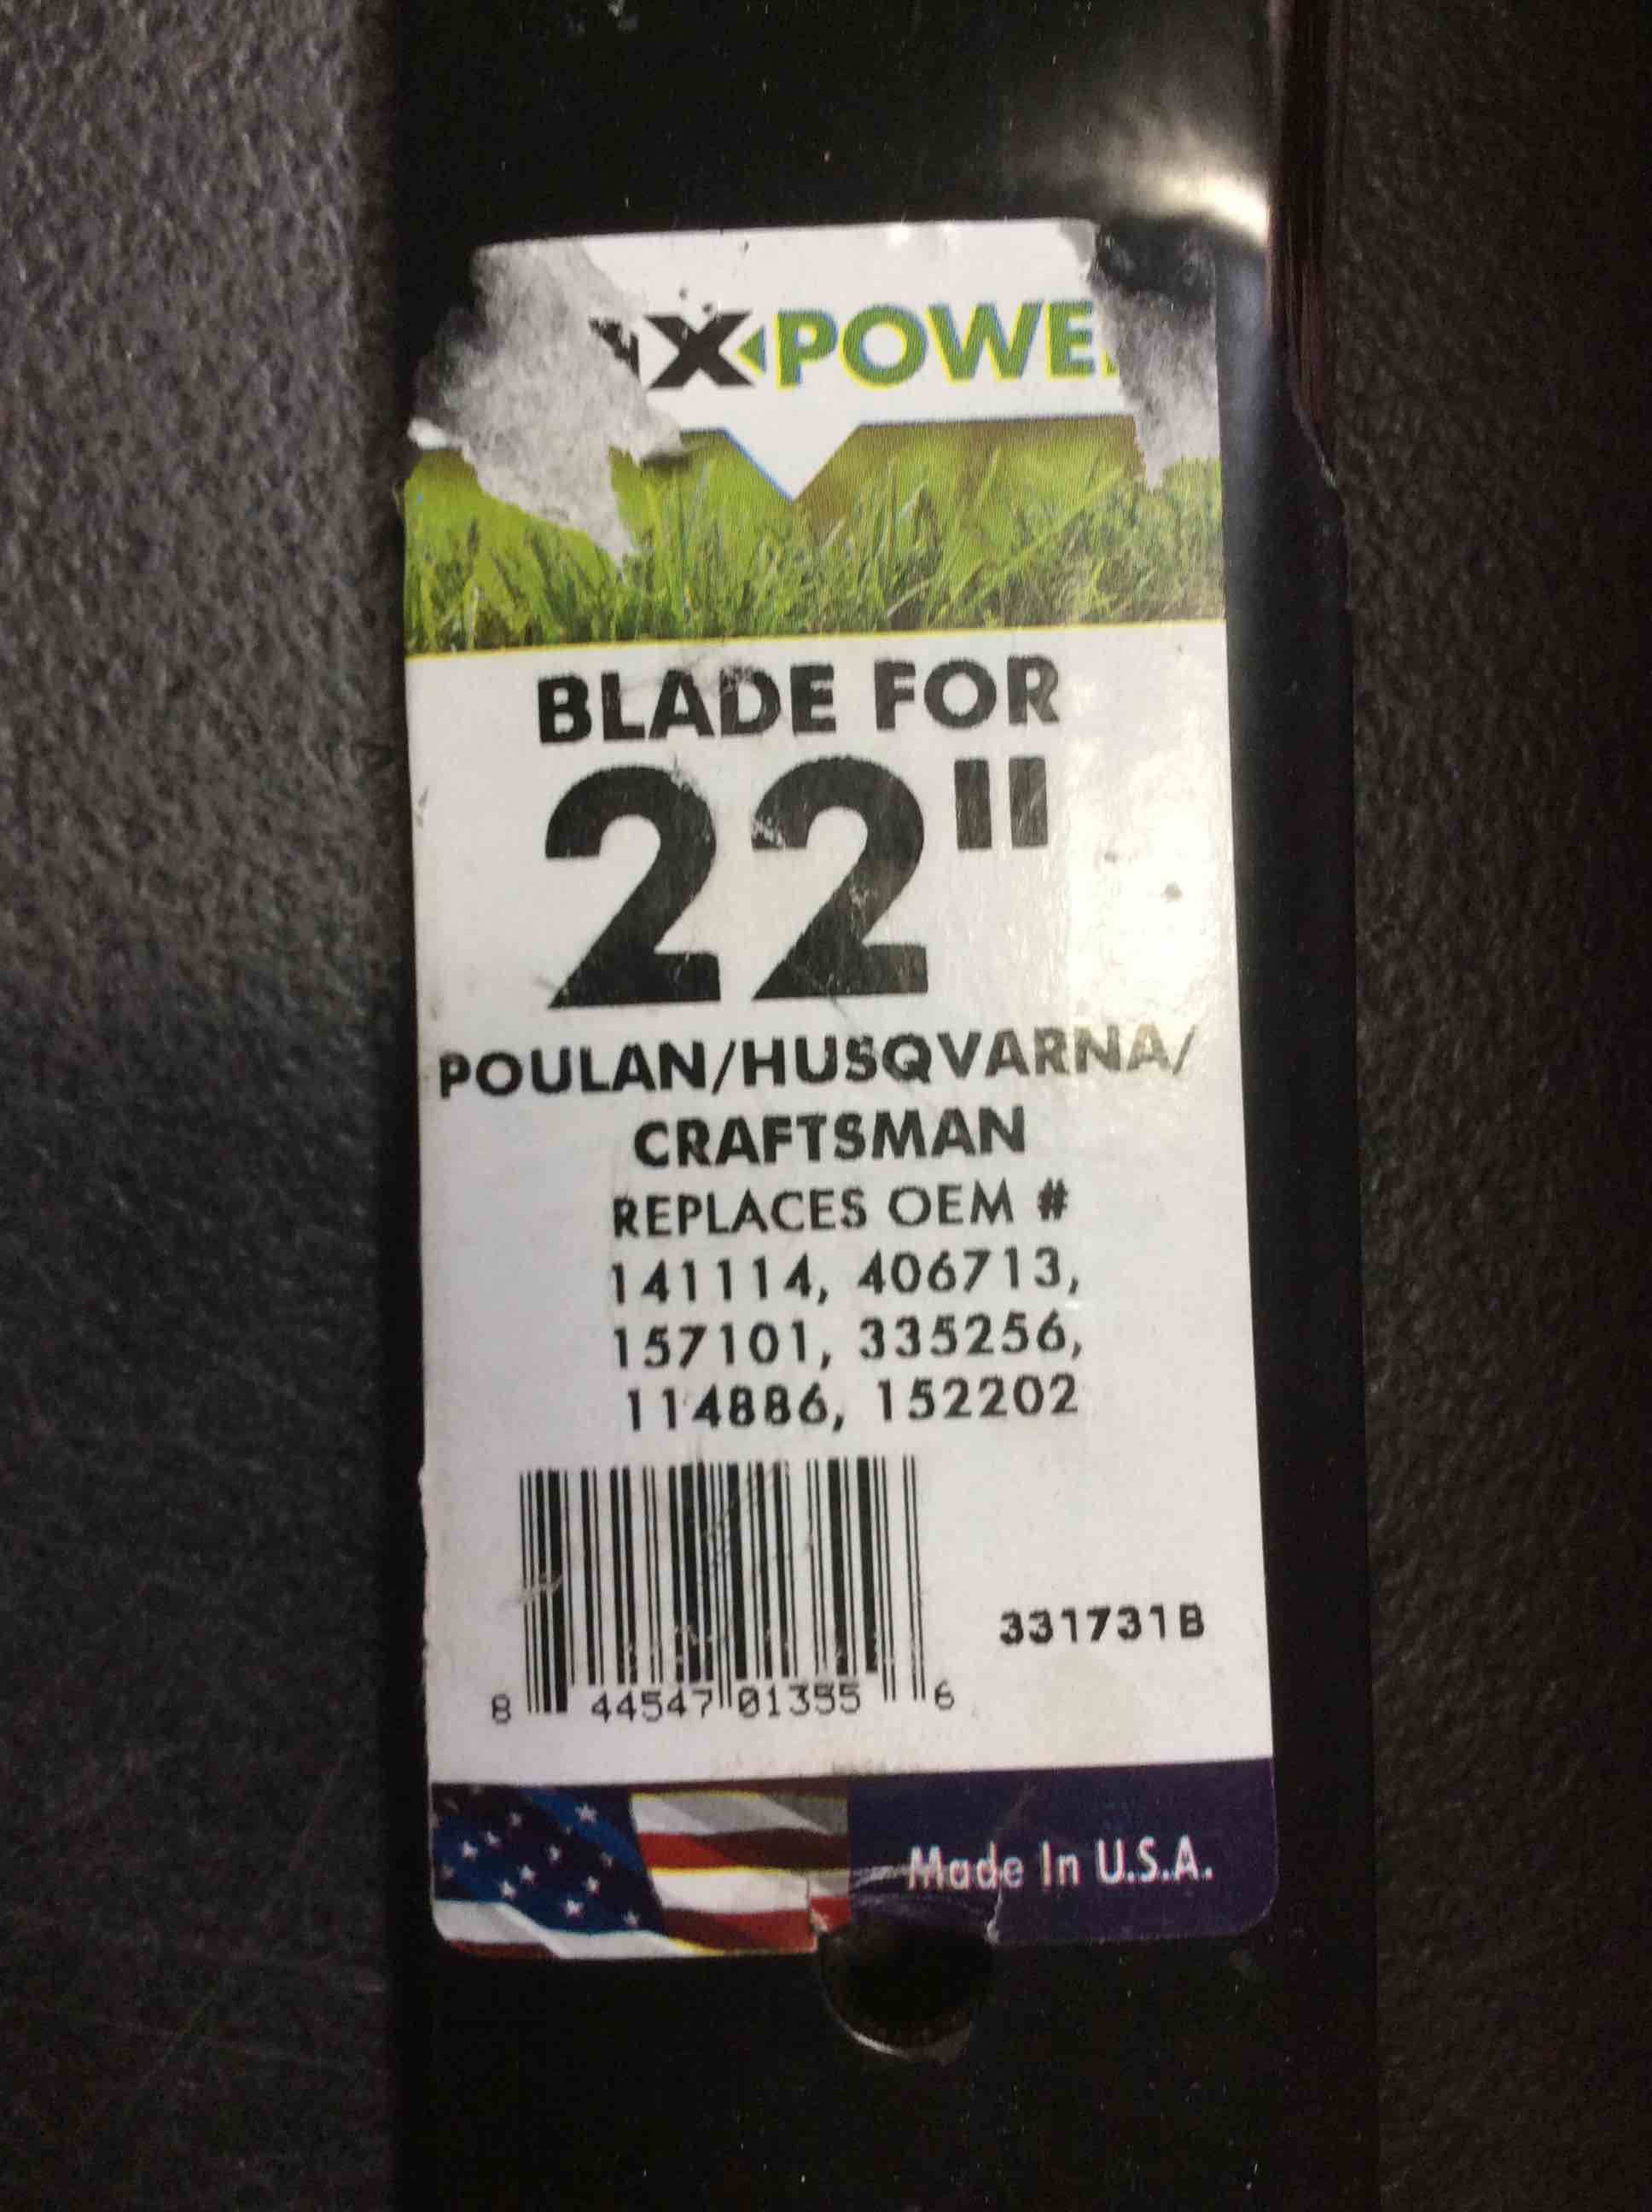 XPOWE
BLADE FOR
22"
POULAN/HUSQVARNA/
CRAFTSMAN
REPLACES OEM #
141114, 406713,
157101, 335256,
114886, 152202
331731B
8 44547 01355 6
Made In U.S.A.